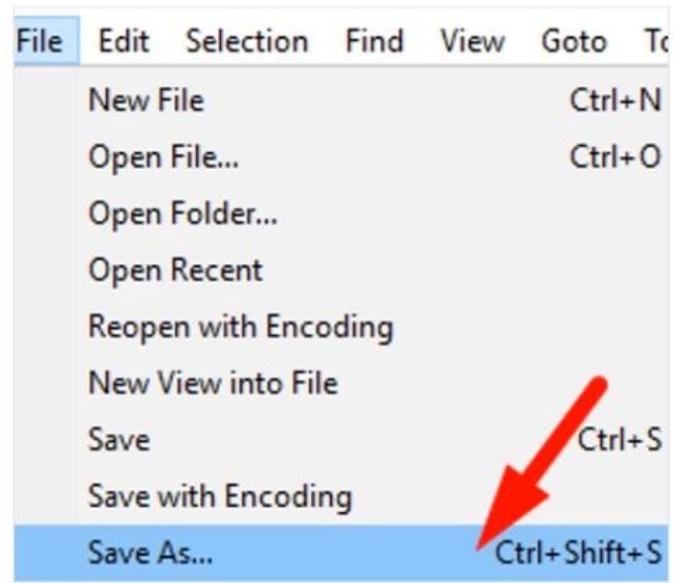 File Edit Selection Find View Goto
New File Ctrl+N
Open File... Ctrl+O
Open Folder...
Open Recent
Reopen with Encoding
New View into File
Save Ctrl+S
Save with Encoding
Save As... Ctrl+Shift+S